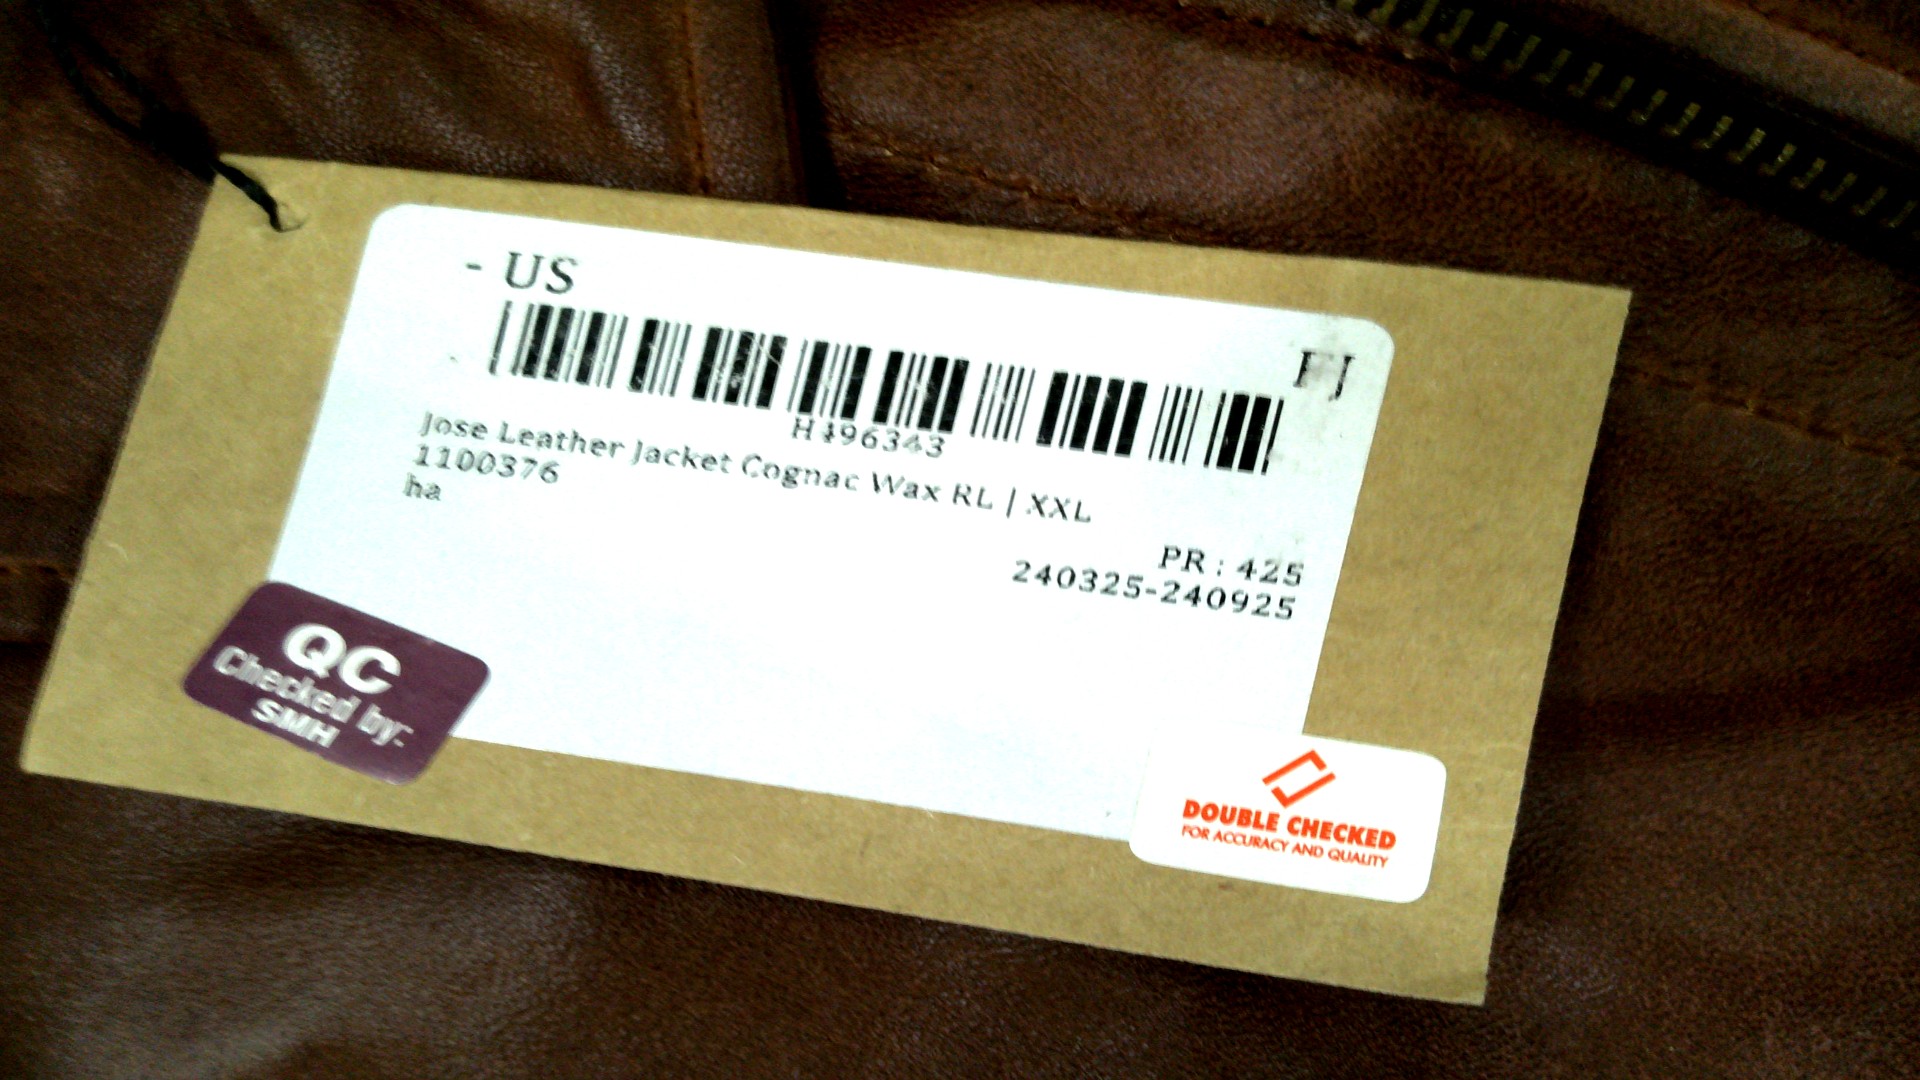 - US
FJ
H496343
Jose Leather Jacket Cognac Wax RL | XXL
1100376
ha
PR : 425
240325-240925
QC
Checked by:
SMH
DOUBLE CHECKED
FOR ACCURACY AND QUALITY